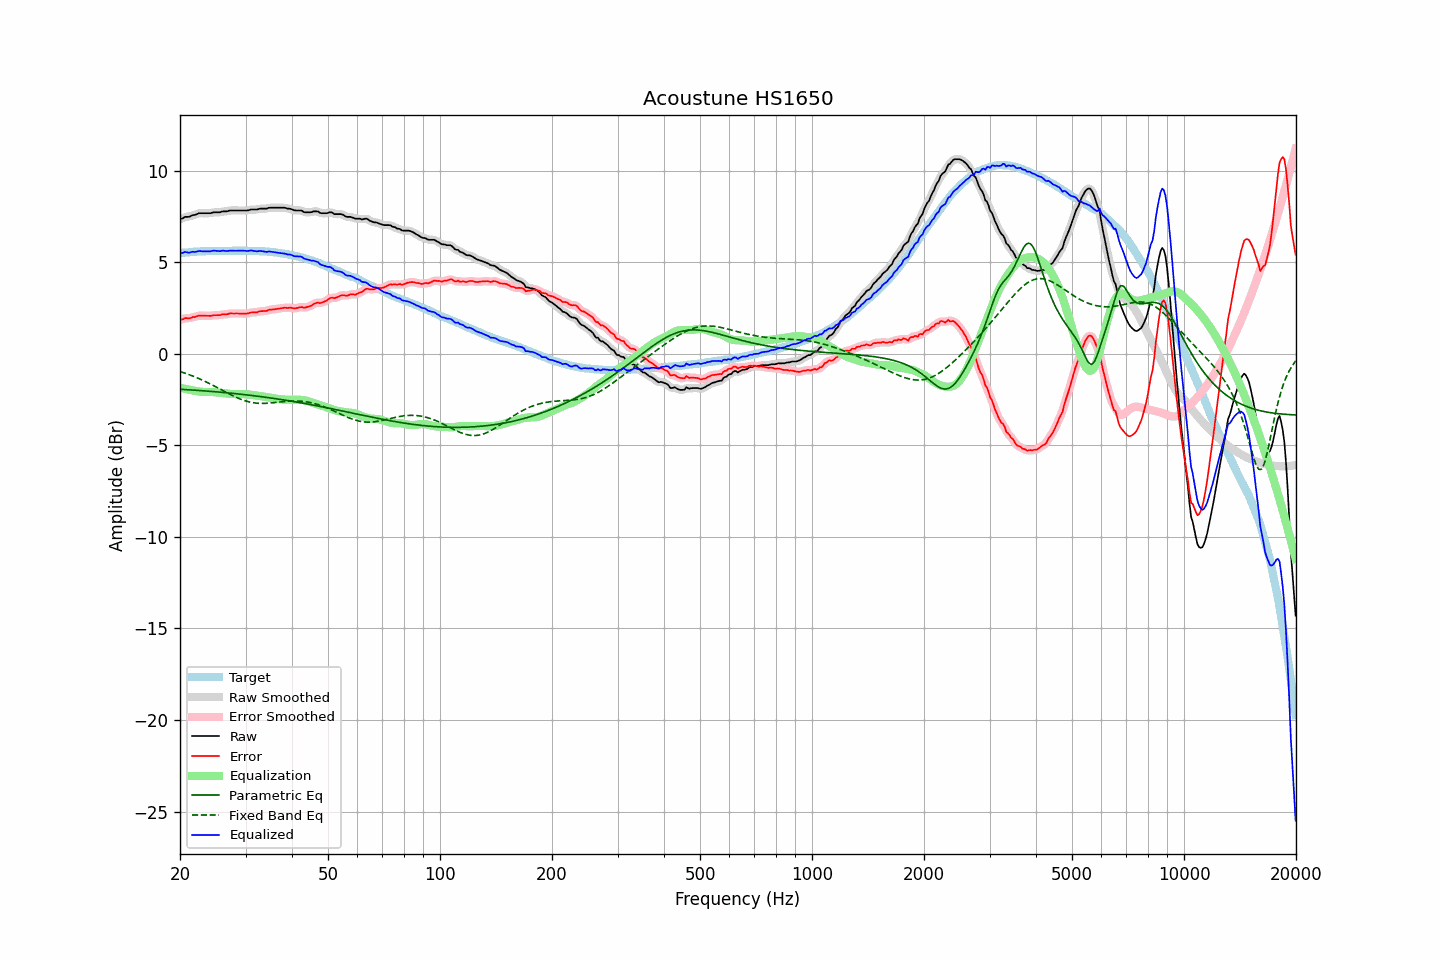 Acoustune HS1650
Amplitude (dBr)
10
5
0
−5
−10
−15
−20
−25
Target
Raw Smoothed
Error Smoothed
Raw
Error
Equalization
Parametric Eq
Fixed Band Eq
Equalized
20 50 100 200 500 1000 2000 5000 10000 20000
Frequency (Hz)